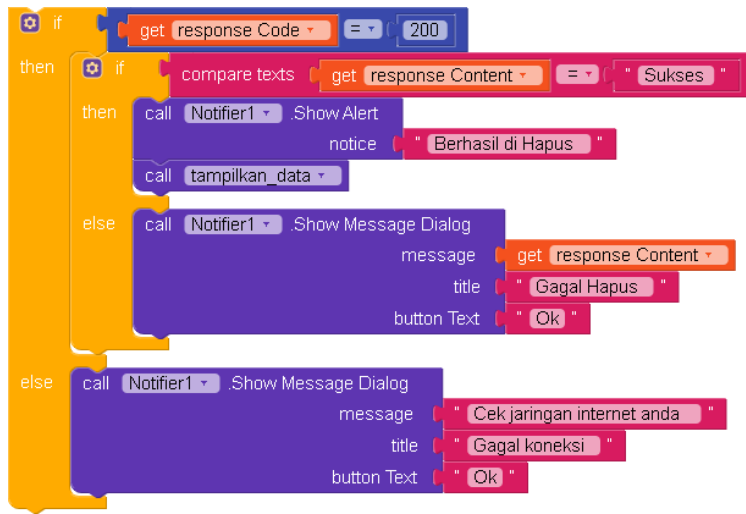 if get response Code = 200
then if compare texts get response Content = " Sukses "
then call Notifier1 .Show Alert
notice " Berhasil di Hapus "
call tampilkan_data
else call Notifier1 .Show Message Dialog
message get response Content
title " Gagal Hapus "
button Text " Ok "
else call Notifier1 .Show Message Dialog
message " Cek jaringan internet anda "
title " Gagal koneksi "
button Text " Ok "